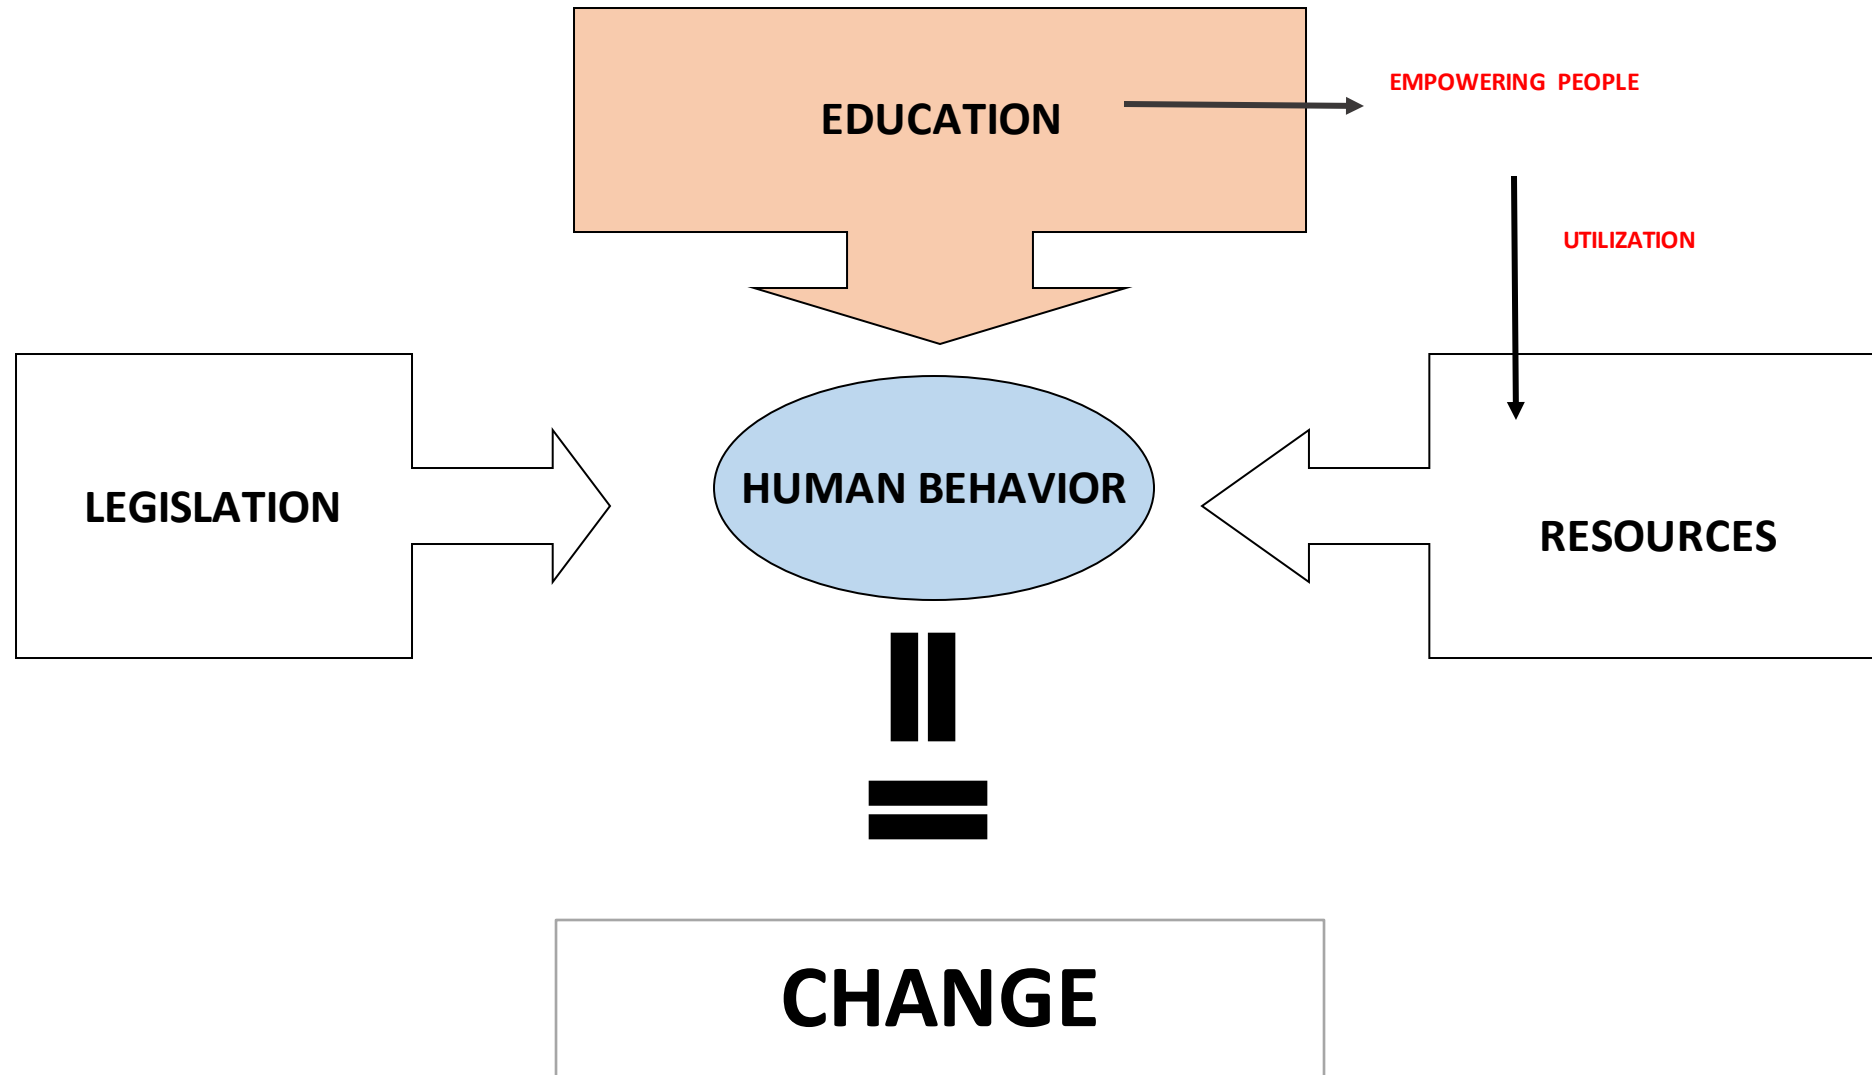 EDUCATION
EMPOWERING PEOPLE
UTILIZATION
LEGISLATION
HUMAN BEHAVIOR
RESOURCES
CHANGE